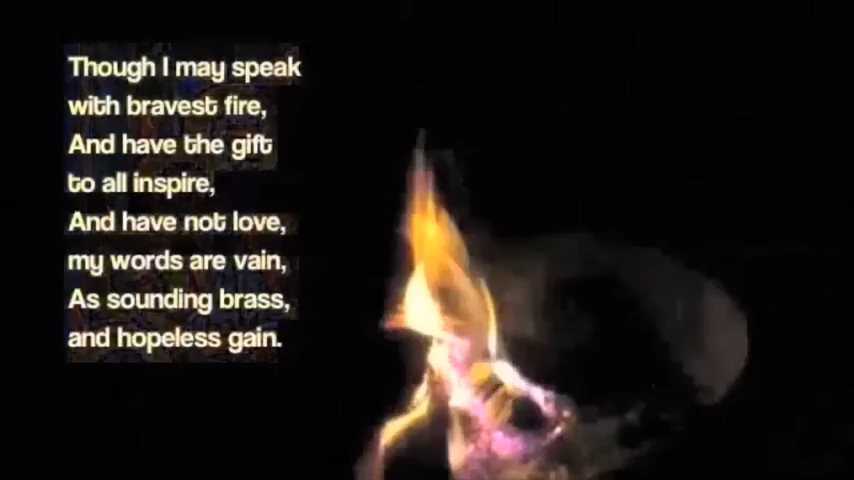 Though I may speak
with bravest fire,
And have the gift
to all inspire,
And have not love,
my words are vain,
As sounding brass,
and hopeless gain.